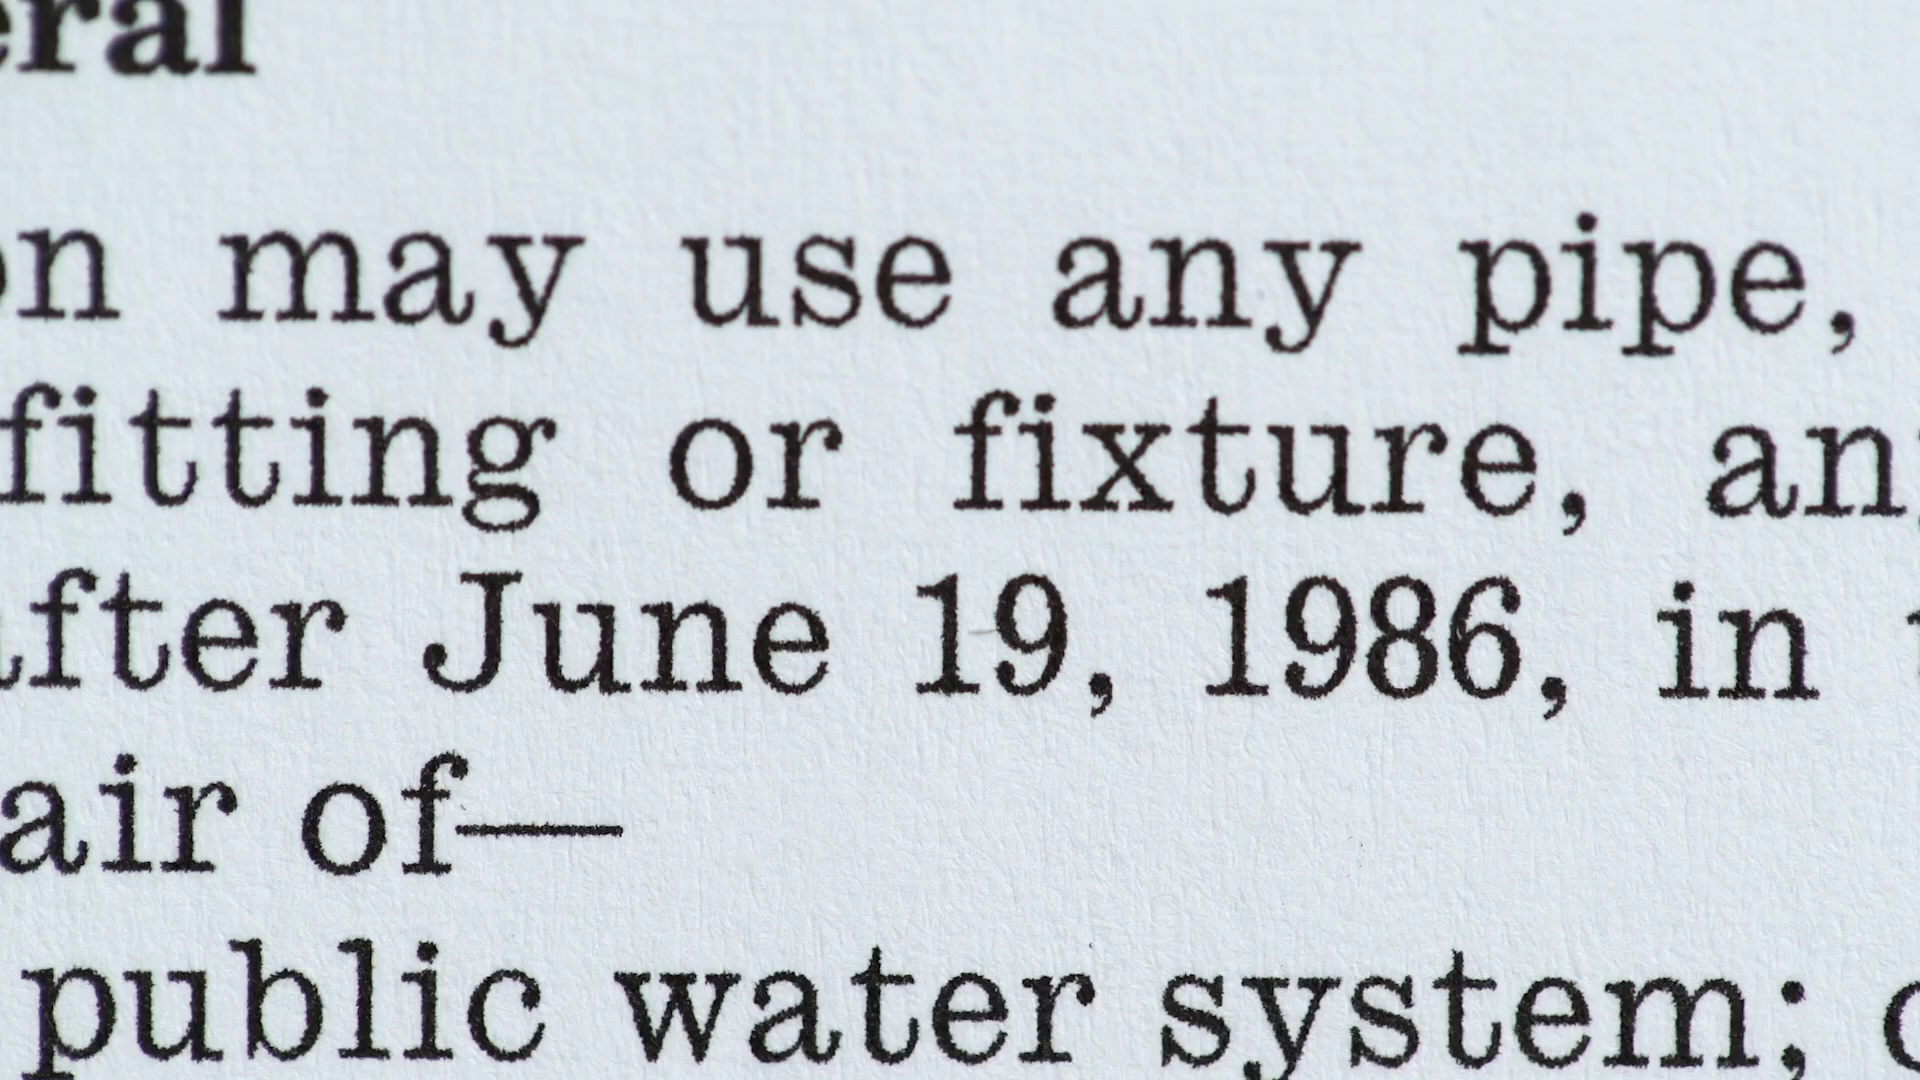 eral
on may use any pipe,
fitting or fixture, any
after June 19, 1986, in
air of—
public water system;